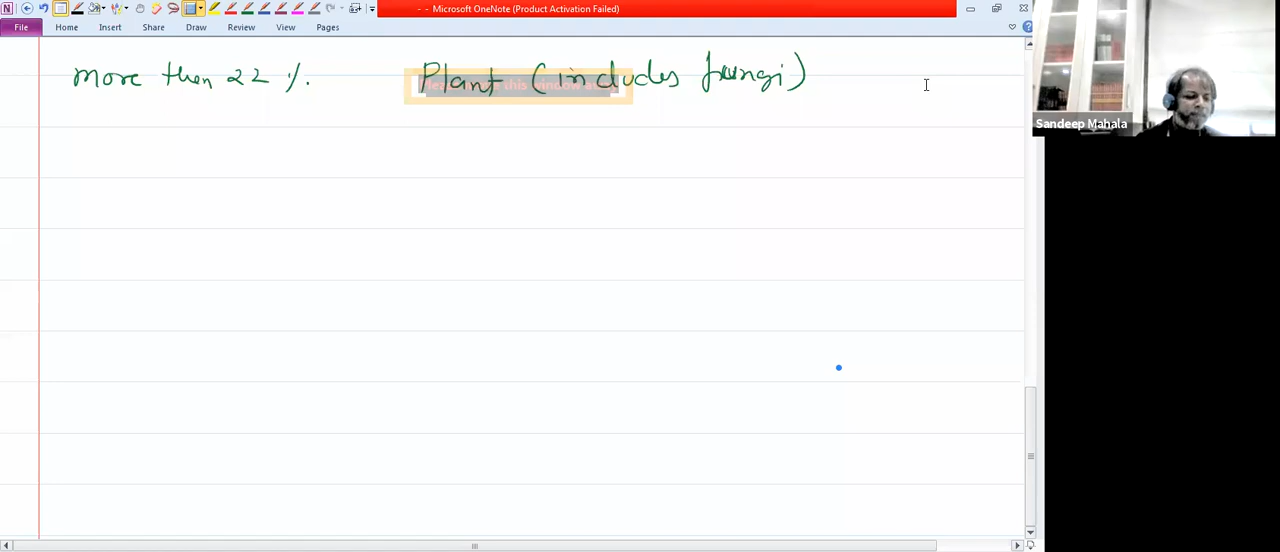 - - Microsoft OneNote (Product Activation Failed)
File Home Insert Share Draw Review View Pages
more then 22 %. Plant (includes fungi)
Sandeep Mahala